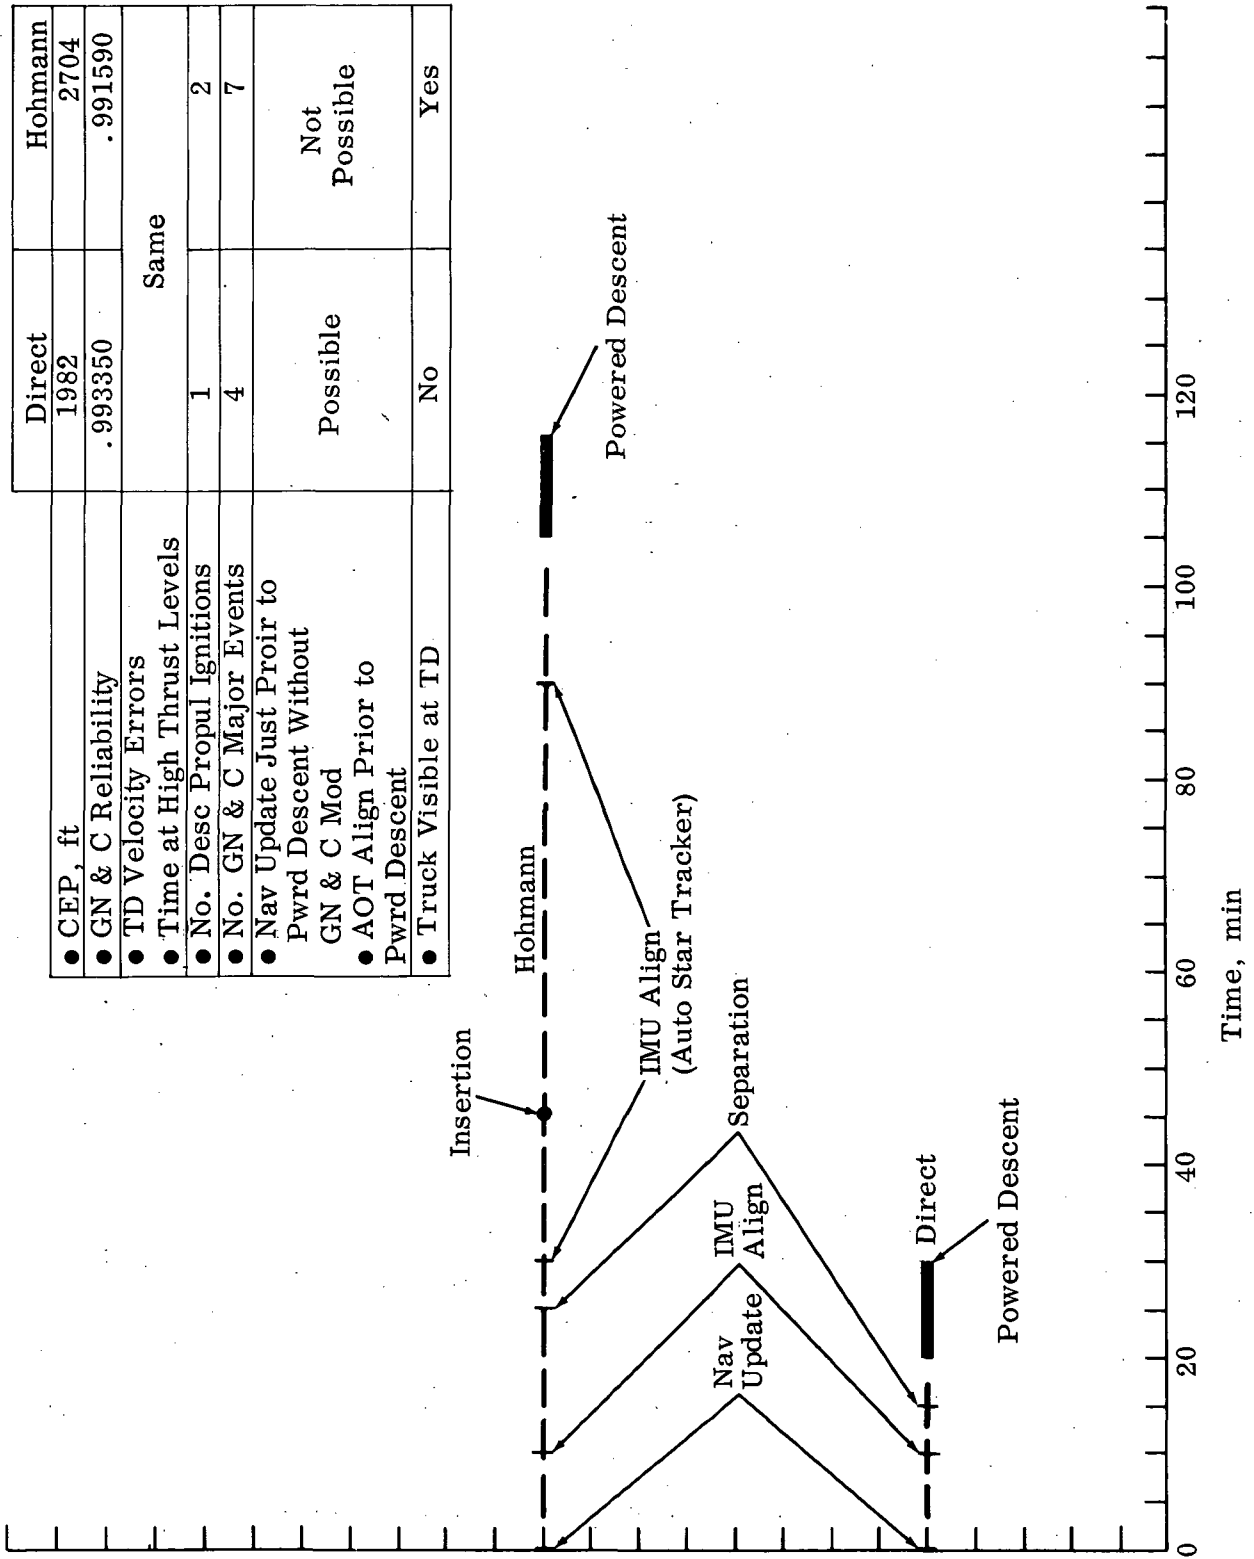 Direct Hohmann
● CEP, ft 1982 2704
● GN & C Reliability .993350 .991590
● TD Velocity Errors
● Time at High Thrust Levels
Same
● No. Desc Propul Ignitions 1 2
● No. GN & C Major Events 4 7
● Nav Update Just Proir to
Pwrd Descent Without
GN & C Mod
● AOT Align Prior to
Pwrd Descent
Possible
Not
Possible
● Truck Visible at TD No Yes
Insertion
Hohmann
Powered Descent
IMU Align
(Auto Star Tracker)
Nav
Update
IMU
Align
Separation
Direct
Powered Descent
0 20 40 60 80 100 120
Time, min